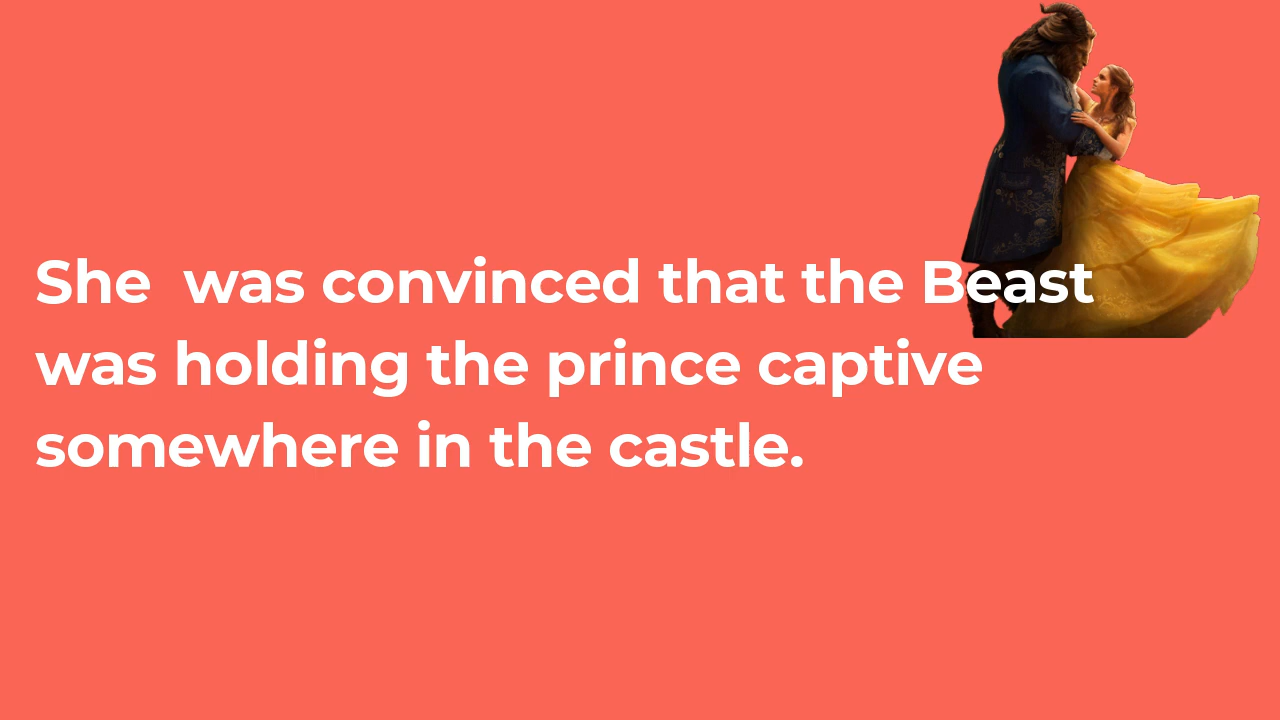 She  was convinced that the Beast
was holding the prince captive
somewhere in the castle.